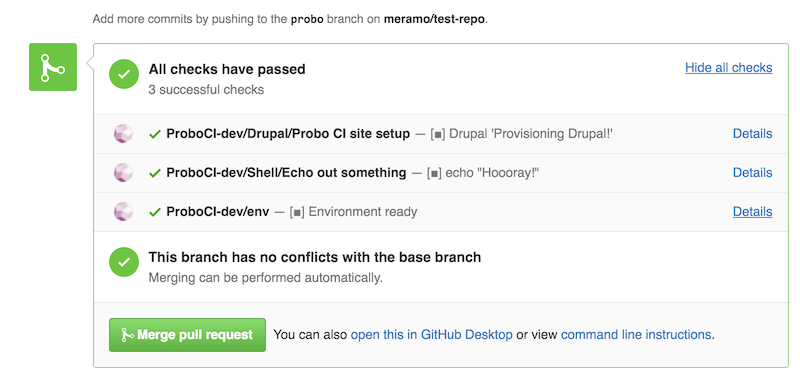 Add more commits by pushing to the probo branch on meramo/test-repo.
All checks have passed
Hide all checks
3 successful checks
ProboCI-dev/Drupal/Probo CI site setup — [■] Drupal 'Provisioning Drupal!' Details
ProboCI-dev/Shell/Echo out something — [■] echo "Hoooray!" Details
ProboCI-dev/env — [■] Environment ready Details
This branch has no conflicts with the base branch
Merging can be performed automatically.
Merge pull request You can also open this in GitHub Desktop or view command line instructions.